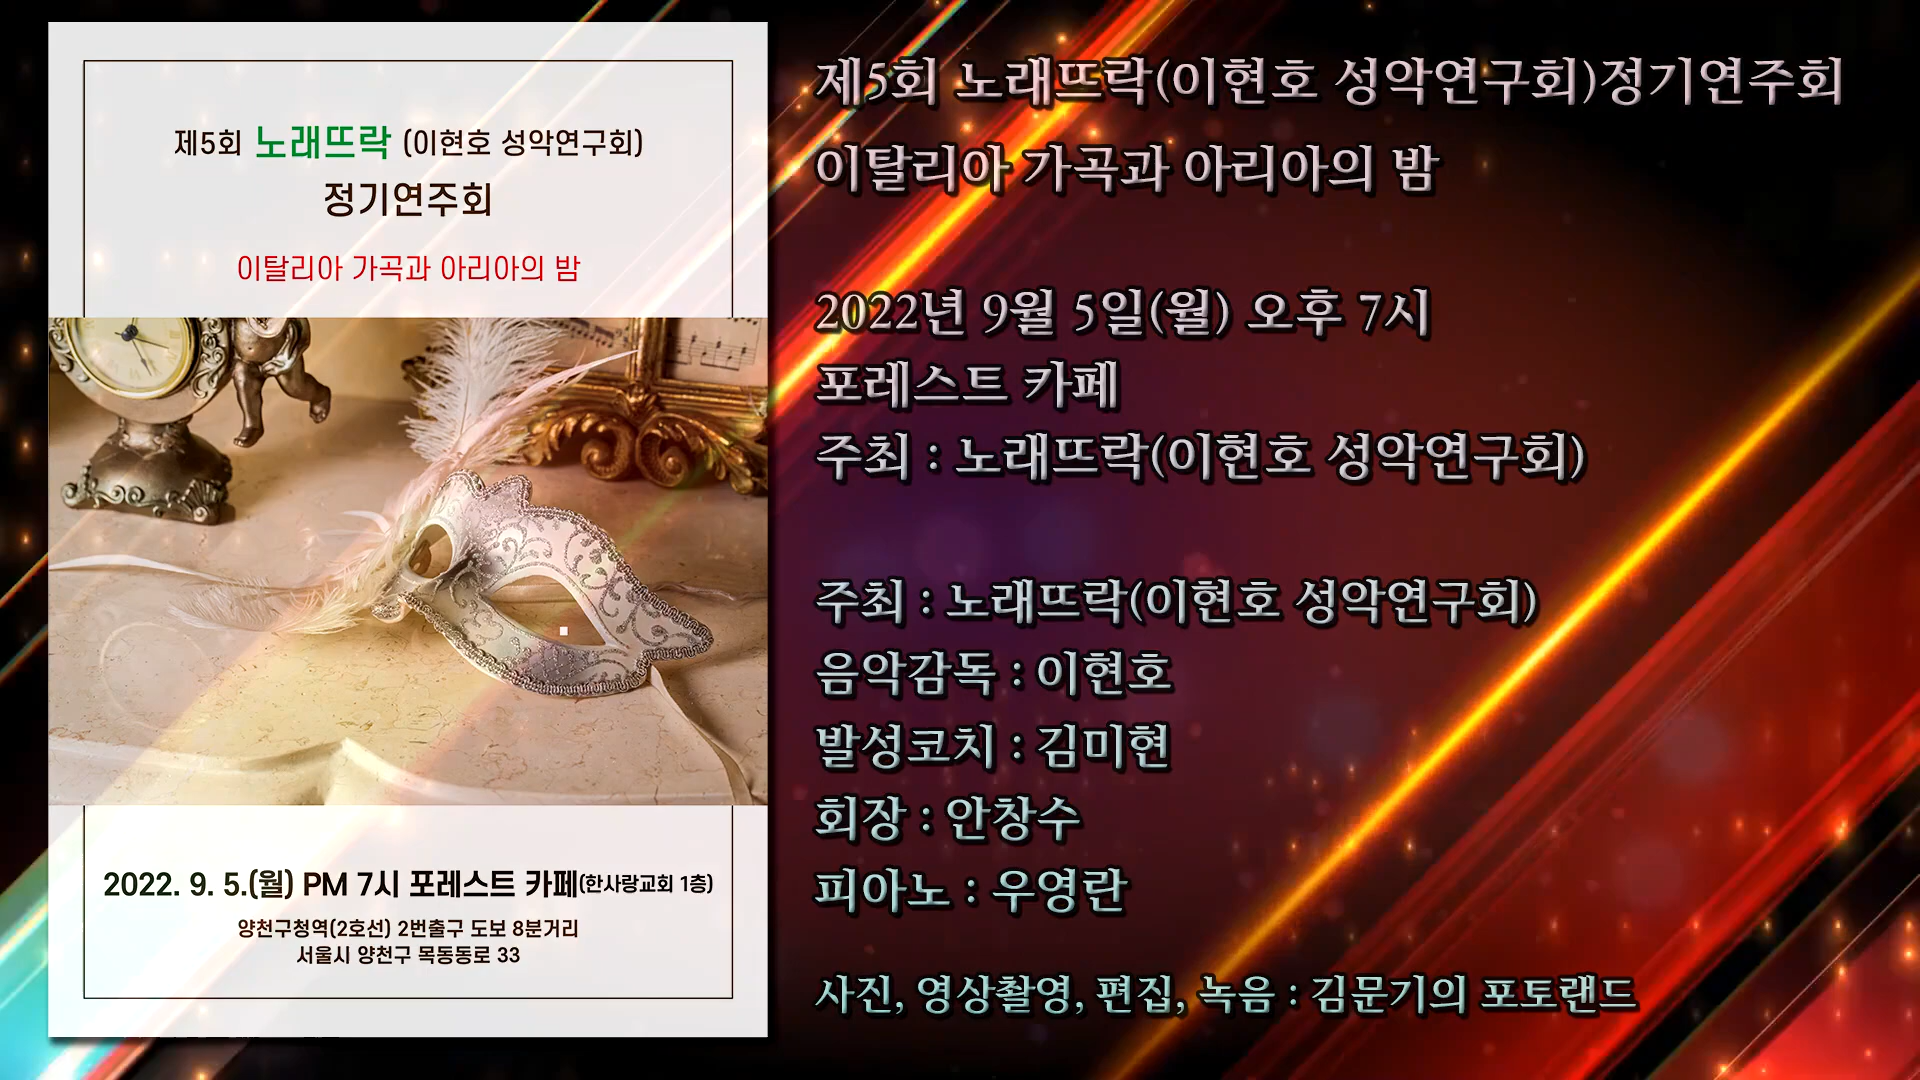 제5회 노래뜨락 (이현호 성악연구회)
정기연주회
이탈리아 가곡과 아리아의 밤
2022. 9. 5.(월) PM 7시 포레스트 카페(한사랑교회 1층)
양천구청역(2호선) 2번출구 도보 8분거리
서울시 양천구 목동동로 33
제5회 노래뜨락(이현호 성악연구회)정기연주회
이탈리아 가곡과 아리아의 밤
2022년 9월 5일(월) 오후 7시
포레스트 카페
주최 : 노래뜨락(이현호 성악연구회)
주최 : 노래뜨락(이현호 성악연구회)
음악감독 : 이현호
발성코치 : 김미현
회장 : 안창수
피아노 : 우영란
사진, 영상촬영, 편집, 녹음 : 김문기의 포토랜드